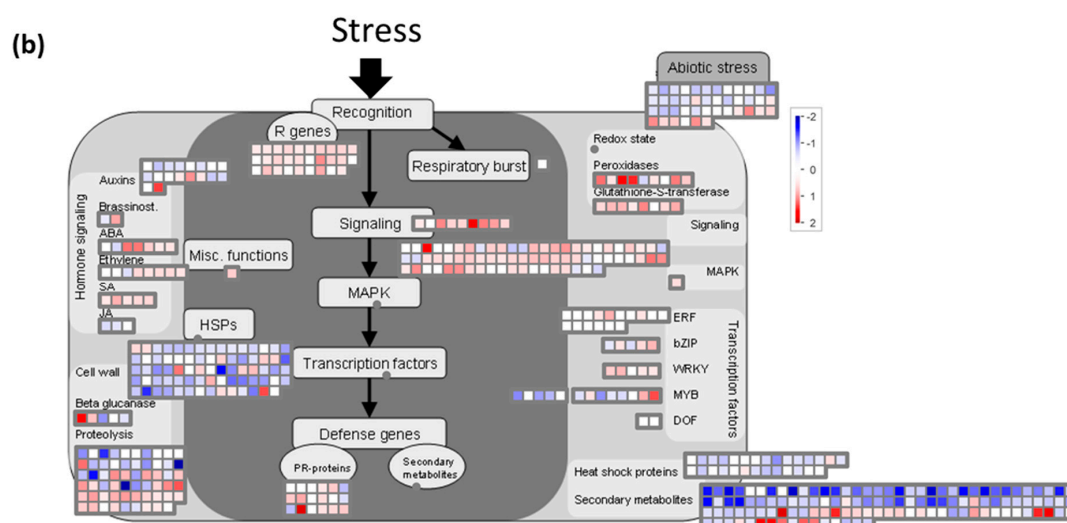 (b)
Stress
Abiotic stress
Recognition
R genes
Respiratory burst
Redox state
Peroxidases
Glutathione-S-transferase
-2
-1
0
1
2
Auxins
Hormone signaling
Brassinost.
ABA
Ethylene
SA
JA
Signaling
Signaling
Misc. functions
MAPK
MAPK
HSPs
ERF
bZIP
WRKY
MYB
DOF
Transcription factors
Transcription factors
Cell wall
Beta glucanase
Proteolysis
Defense genes
PR-proteins
Secondary
metabolites
Heat shock proteins
Secondary metabolites